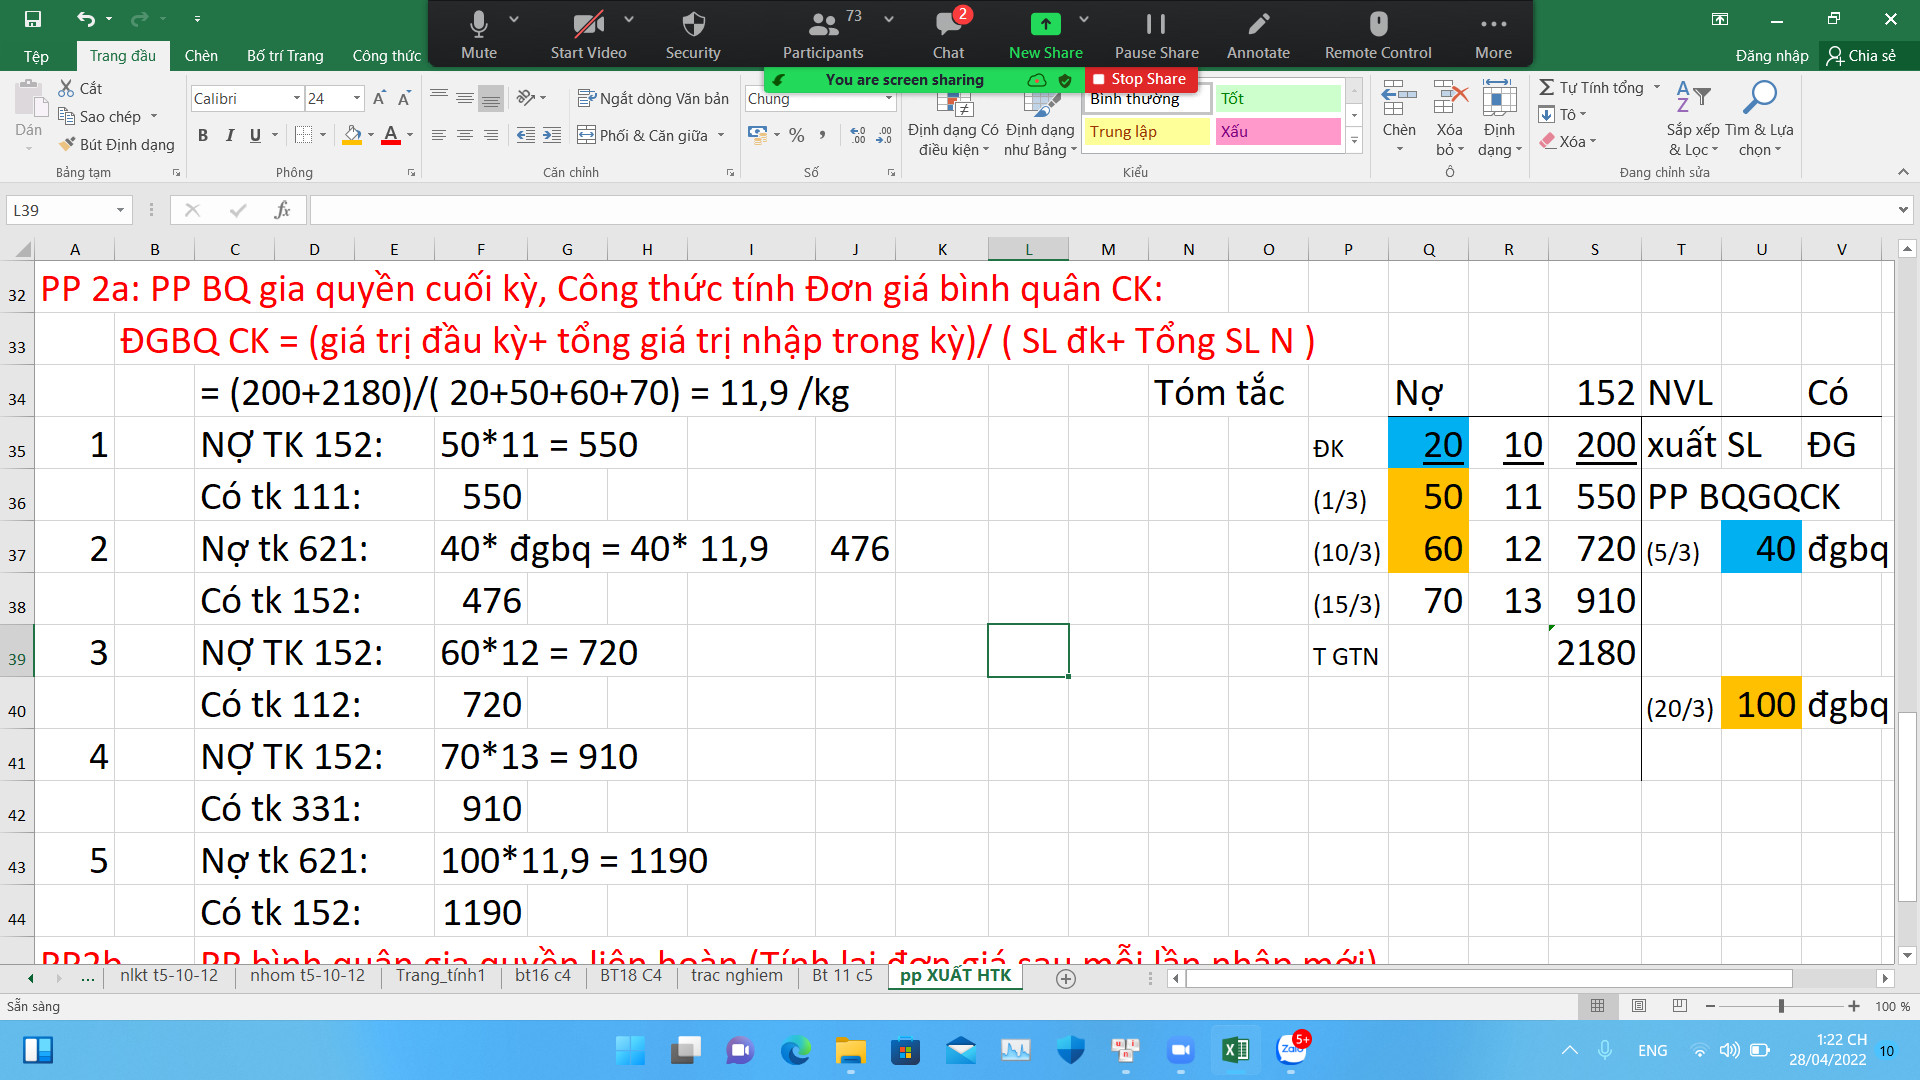 73
2
Mute
Start Video
Security
Participants
Chat
New Share
Pause Share
Annotate
Remote Control
More
You are screen sharing
Stop Share
Tệp
Trang đầu
Chèn
Bố trí Trang
Công thức
Đăng nhập
Chia sẻ
Dán
Cắt
Sao chép
Bút Định dạng
Bảng tạm
Calibri
24
B I U
Phông
Ngắt dòng Văn bản
Phối & Căn giữa
Căn chỉnh
Chung
Số
Định dạng Có điều kiện
Định dạng như Bảng
Bình thường
Tốt
Trung lập
Xấu
Kiểu
Chèn
Xóa bỏ
Định dạng
Ô
Tự Tính tổng
Tô
Xóa
Sắp xếp & Lọc
Tìm & Lựa chọn
Đang chỉnh sửa
L39
fx
A B C D E F G H I J K L M N O P Q R S T U V
32 PP 2a: PP BQ gia quyền cuối kỳ, Công thức tính Đơn giá bình quân CK:
33 ĐGBQ CK = (giá trị đầu kỳ+ tổng giá trị nhập trong kỳ)/ ( SL đk+ Tổng SL N )
34 = (200+2180)/( 20+50+60+70) = 11,9 /kg Tóm tắc Nợ 152 NVL Có
35 1 NỢ TK 152: 50*11 = 550 ĐK 20 10 200 xuất SL ĐG
36 Có tk 111: 550 (1/3) 50 11 550 PP BQGQCK
37 2 Nợ tk 621: 40* đgbq = 40* 11,9 476 (10/3) 60 12 720 (5/3) 40 đgbq
38 Có tk 152: 476 (15/3) 70 13 910
39 3 NỢ TK 152: 60*12 = 720 T GTN 2180
40 Có tk 112: 720 (20/3) 100 đgbq
41 4 NỢ TK 152: 70*13 = 910
42 Có tk 331: 910
43 5 Nợ tk 621: 100*11,9 = 1190
44 Có tk 152: 1190
PP2b PP bình quân gia quyền liên hoàn (Tính lại đơn giá sau mỗi lần nhập mới)
... nlkt t5-10-12 nhom t5-10-12 Trang_tính1 bt16 c4 BT18 C4 trac nghiem Bt 11 c5 pp XUẤT HTK
Sẵn sàng
100 %
Zalo
5+
ENG
1:22 CH
28/04/2022
10